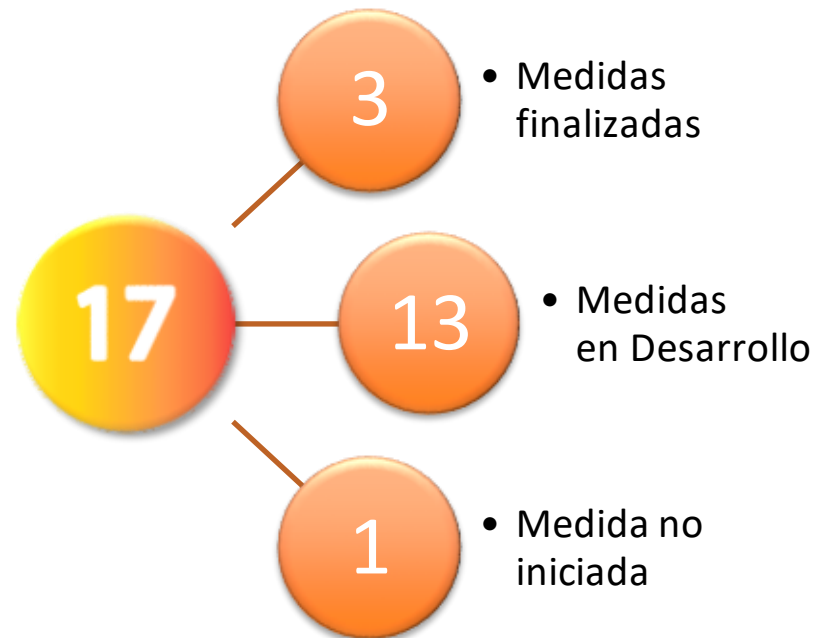 3
• Medidas
finalizadas
17
13
• Medidas
en Desarrollo
1
• Medida no
iniciada